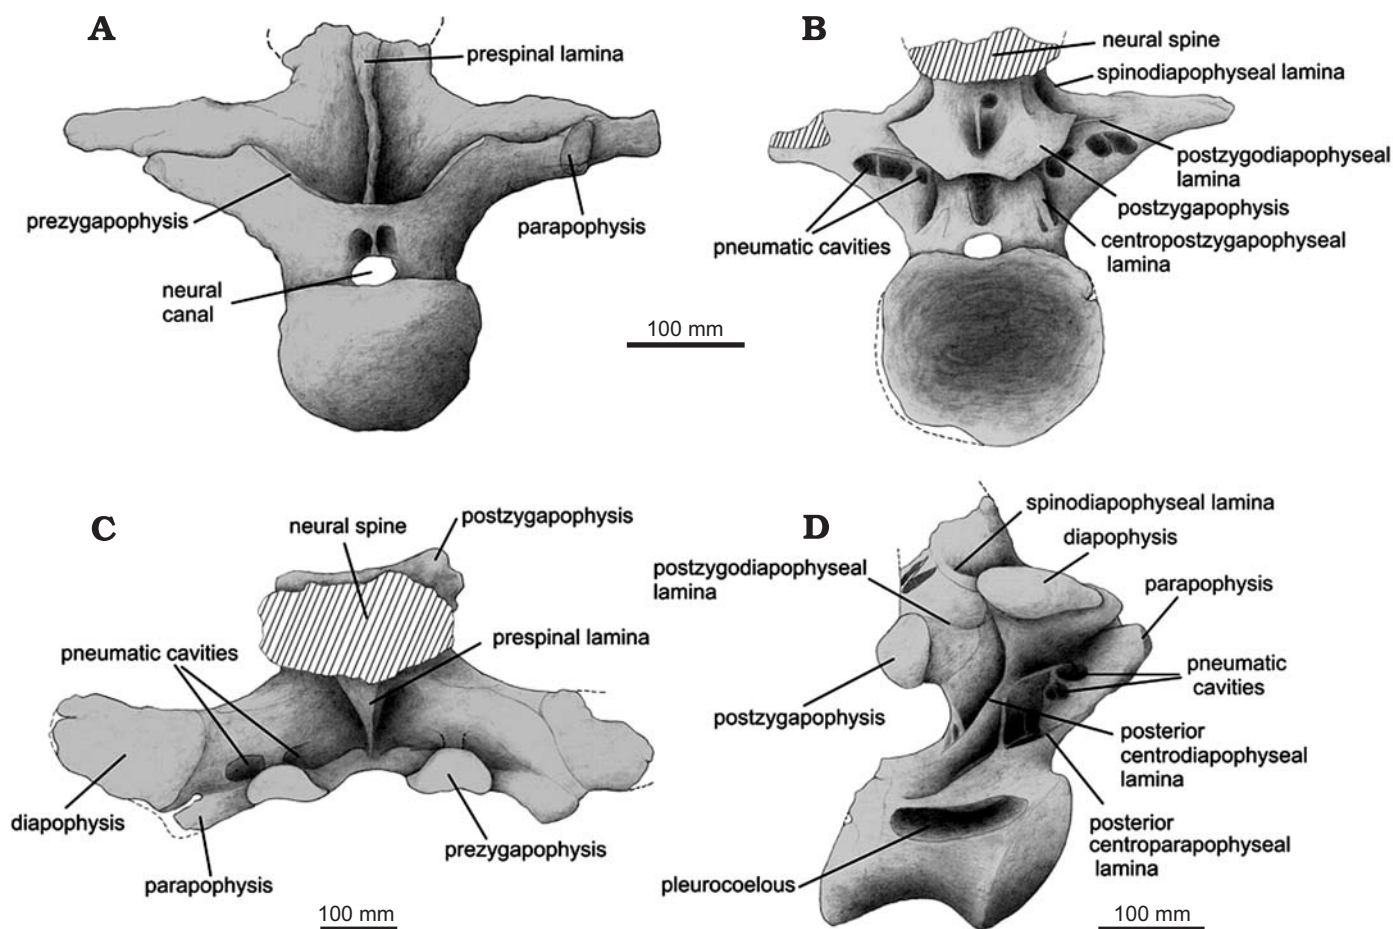 A
prespinal lamina
prezygapophysis
parapophysis
neural
canal
100 mm
B
neural spine
spinodiapophyseal lamina
postzygodiapophyseal
lamina
postzygapophysis
centropostzygapophyseal
lamina
pneumatic cavities
C
neural spine
postzygapophysis
prespinal lamina
pneumatic cavities
diapophysis
parapophysis
prezygapophysis
100 mm
D
spinodiapophyseal lamina
diapophysis
postzygodiapophyseal
lamina
parapophysis
pneumatic
cavities
postzygapophysis
posterior
centrodiapophyseal
lamina
posterior
centroparapophyseal
lamina
pleurocoelous
100 mm